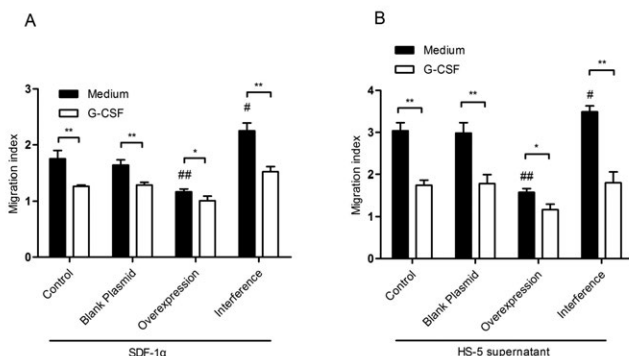 A
Medium
G-CSF
Migration index
3
2
1
0
**
**
##
*
#
**
Control
Blank Plasmid
Overexpression
Interference
SDF-1α
B
Medium
G-CSF
Migration index
4
3
2
1
0
**
**
##
*
#
**
Control
Blank Plasmid
Overexpression
Interference
HS-5 supernatant